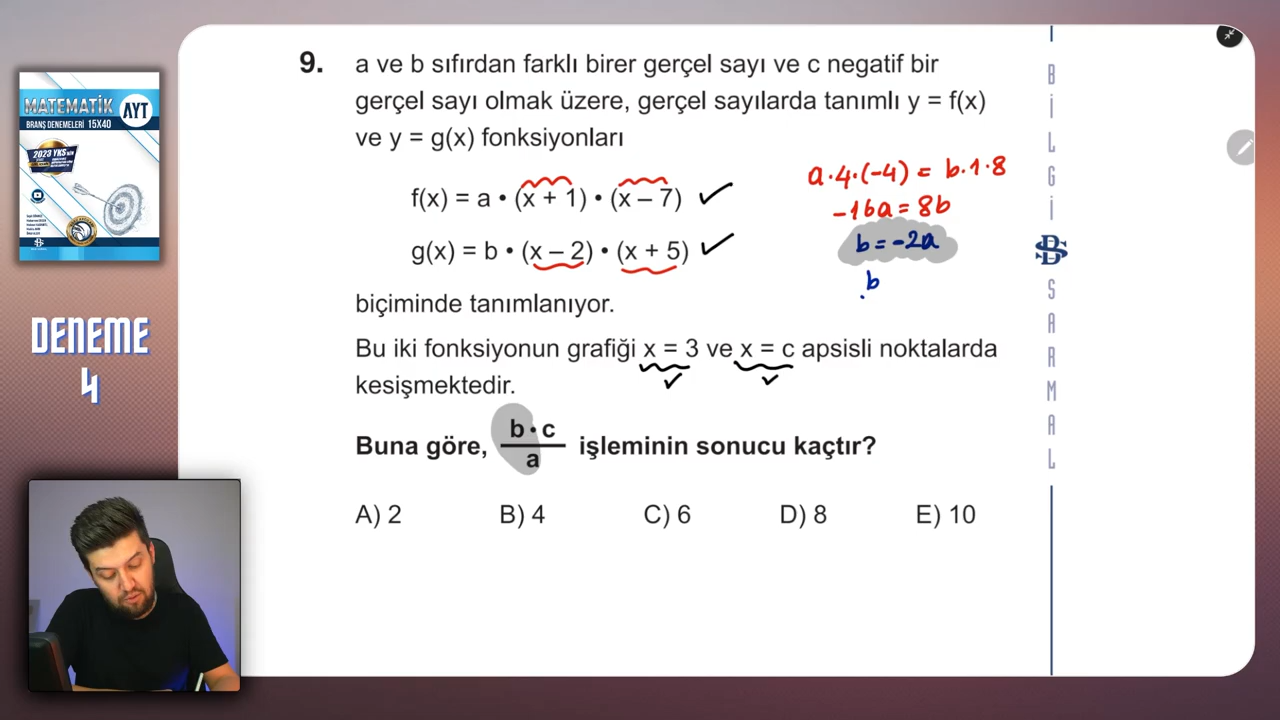 MATEMATİK AYT
BRANŞ DENEMELERİ 15X40
2023 YKS'NİN
DENEME
4
9. a ve b sıfırdan farklı birer gerçel sayı ve c negatif bir
gerçel sayı olmak üzere, gerçel sayılarda tanımlı y = f(x)
ve y = g(x) fonksiyonları
f(x) = a • (x + 1) • (x – 7)
g(x) = b • (x – 2) • (x + 5)
biçiminde tanımlanıyor.
Bu iki fonksiyonun grafiği x = 3 ve x = c apsisli noktalarda
kesişmektedir.
Buna göre, b • c / a işleminin sonucu kaçtır?
A) 2 B) 4 C) 6 D) 8 E) 10
a·4·(-4) = b·1·8
-16a = 8b
b = -2a
b
BİLGİ
SARMAL